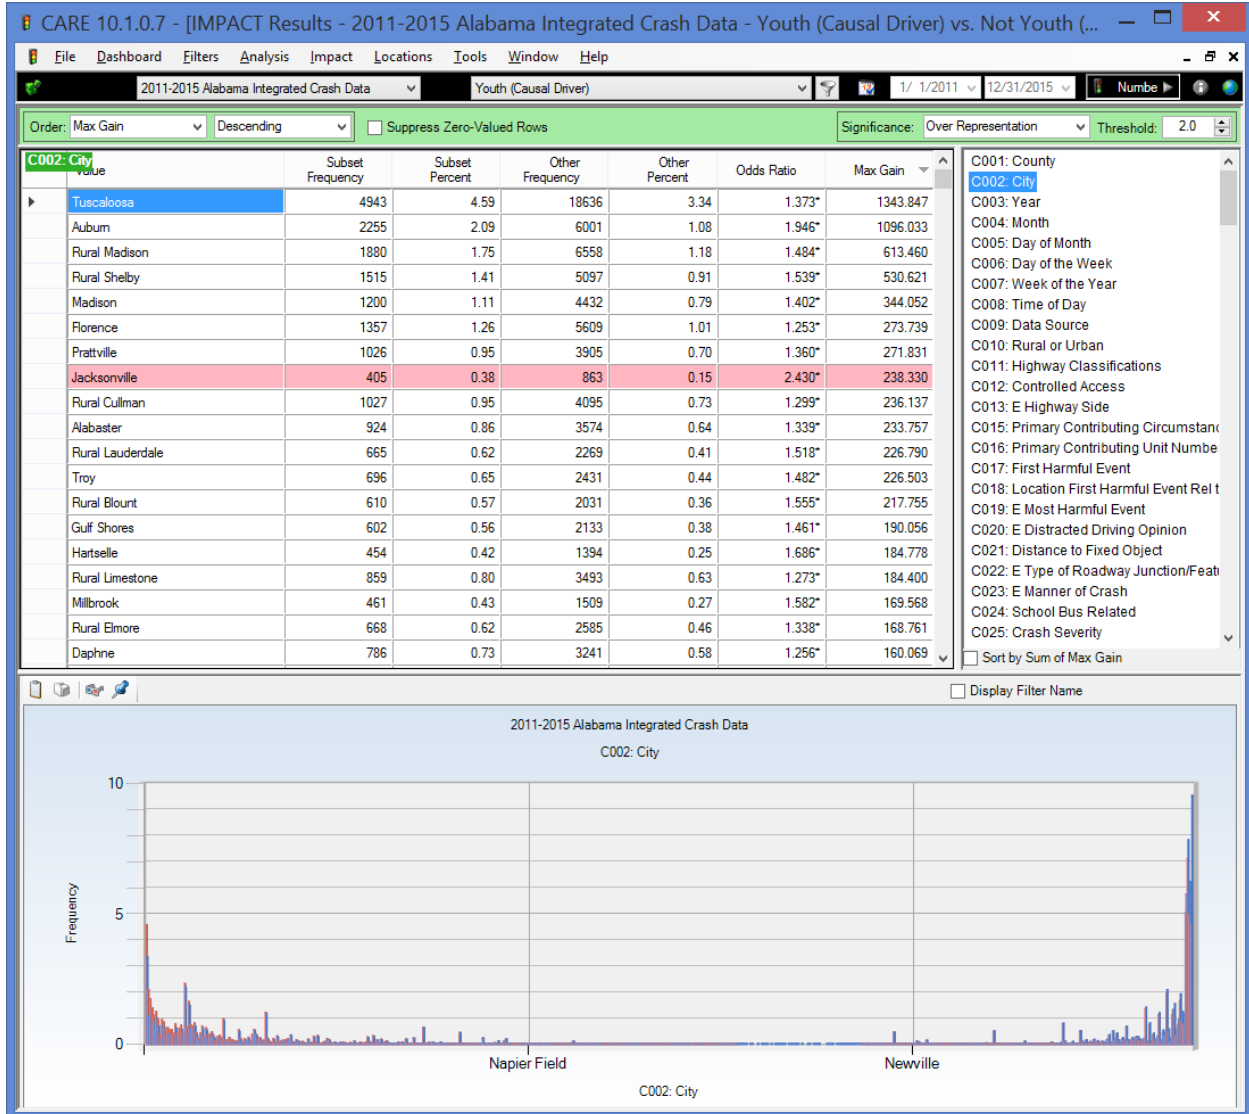 CARE 10.1.0.7 - [IMPACT Results - 2011-2015 Alabama Integrated Crash Data - Youth (Causal Driver) vs. Not Youth (...
File Dashboard Filters Analysis Impact Locations Tools Window Help
2011-2015 Alabama Integrated Crash Data Youth (Causal Driver) 1/ 1/2011 12/31/2015 Numbe
Order: Max Gain Descending Suppress Zero-Valued Rows Significance: Over Representation Threshold: 2.0
C002: City
Value Subset Frequency Subset Percent Other Frequency Other Percent Odds Ratio Max Gain
Tuscaloosa 4943 4.59 18636 3.34 1.373* 1343.847
Auburn 2255 2.09 6001 1.08 1.946* 1096.033
Rural Madison 1880 1.75 6558 1.18 1.484* 613.460
Rural Shelby 1515 1.41 5097 0.91 1.539* 530.621
Madison 1200 1.11 4432 0.79 1.402* 344.052
Florence 1357 1.26 5609 1.01 1.253* 273.739
Prattville 1026 0.95 3905 0.70 1.360* 271.831
Jacksonville 405 0.38 863 0.15 2.430* 238.330
Rural Cullman 1027 0.95 4095 0.73 1.299* 236.137
Alabaster 924 0.86 3574 0.64 1.339* 233.757
Rural Lauderdale 665 0.62 2269 0.41 1.518* 226.790
Troy 696 0.65 2431 0.44 1.482* 226.503
Rural Blount 610 0.57 2031 0.36 1.555* 217.755
Gulf Shores 602 0.56 2133 0.38 1.461* 190.056
Hartselle 454 0.42 1394 0.25 1.686* 184.778
Rural Limestone 859 0.80 3493 0.63 1.273* 184.400
Millbrook 461 0.43 1509 0.27 1.582* 169.568
Rural Elmore 668 0.62 2585 0.46 1.338* 168.761
Daphne 786 0.73 3241 0.58 1.256* 160.069
C001: County
C002: City
C003: Year
C004: Month
C005: Day of Month
C006: Day of the Week
C007: Week of the Year
C008: Time of Day
C009: Data Source
C010: Rural or Urban
C011: Highway Classifications
C012: Controlled Access
C013: E Highway Side
C015: Primary Contributing Circumstanc
C016: Primary Contributing Unit Numbe
C017: First Harmful Event
C018: Location First Harmful Event Rel t
C019: E Most Harmful Event
C020: E Distracted Driving Opinion
C021: Distance to Fixed Object
C022: E Type of Roadway Junction/Featu
C023: E Manner of Crash
C024: School Bus Related
C025: Crash Severity
Sort by Sum of Max Gain
Display Filter Name
2011-2015 Alabama Integrated Crash Data
C002: City
10
5
0
Frequency
Napier Field Newville
C002: City